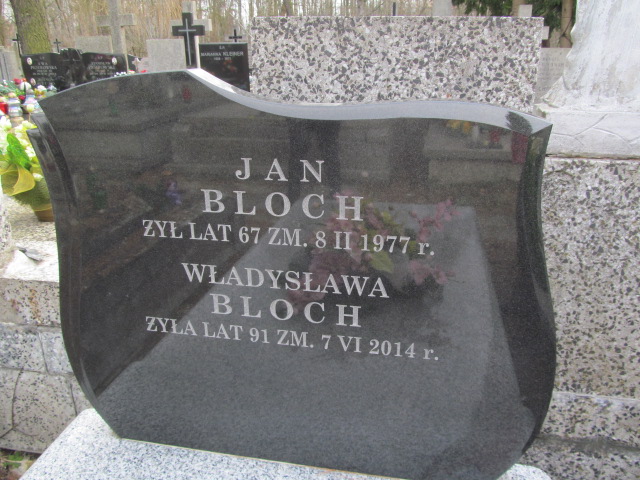 JAN
BLOCH
ŻYŁ LAT 67 ZM. 8 II 1977 r.
WŁADYSŁAWA
BLOCH
ŻYŁA LAT 91 ZM. 7 VI 2014 r.